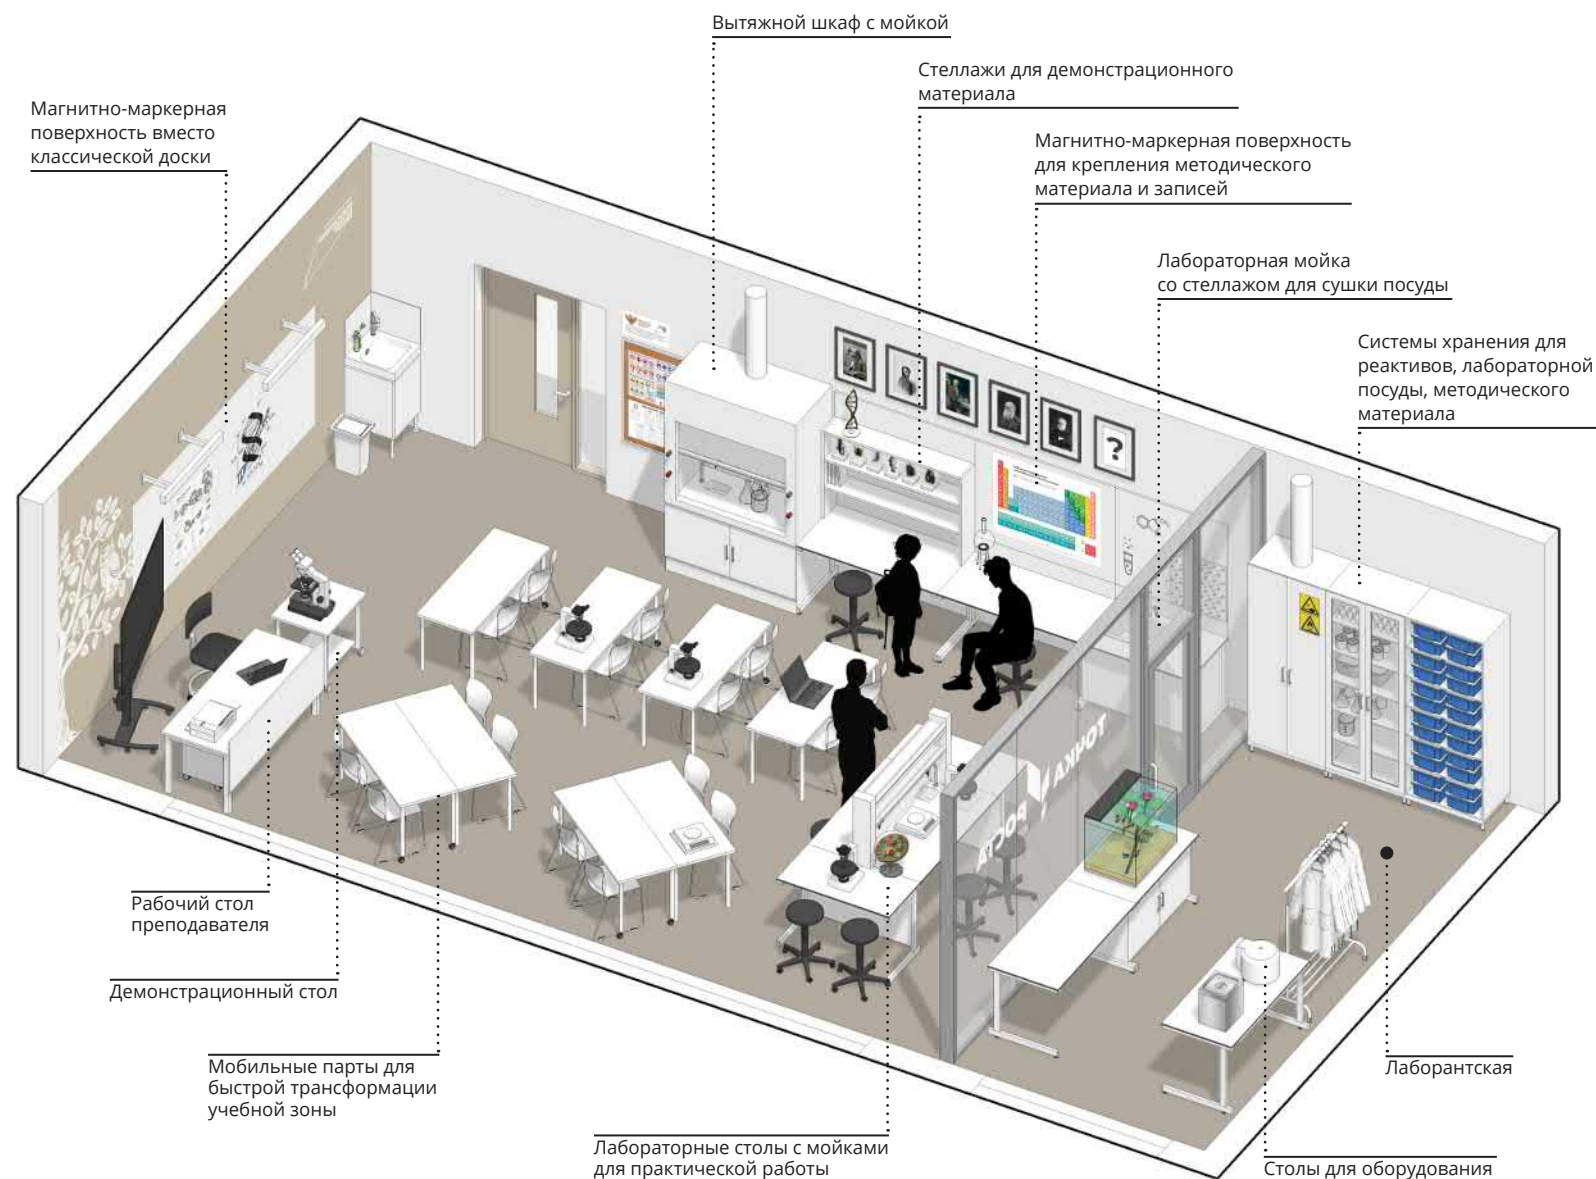 Вытяжной шкаф с мойкой
Стеллажи для демонстрационного
материала
Магнитно-маркерная
поверхность вместо
классической доски
Магнитно-маркерная поверхность
для крепления методического
материала и записей
Лабораторная мойка
со стеллажом для сушки посуды
Системы хранения для
реактивов, лабораторной
посуды, методического
материала
?
ТОЧКА
РОСТА
Рабочий стол
преподавателя
Демонстрационный стол
Мобильные парты для
быстрой трансформации
учебной зоны
Лабораторные столы с мойками
для практической работы
Лаборантская
Столы для оборудования